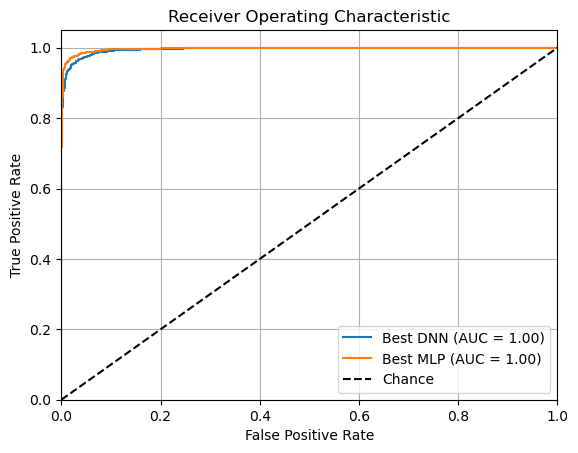 Receiver Operating Characteristic
True Positive Rate
1.0
0.8
0.6
0.4
0.2
0.0
0.0 0.2 0.4 0.6 0.8 1.0
False Positive Rate
Best DNN (AUC = 1.00)
Best MLP (AUC = 1.00)
Chance